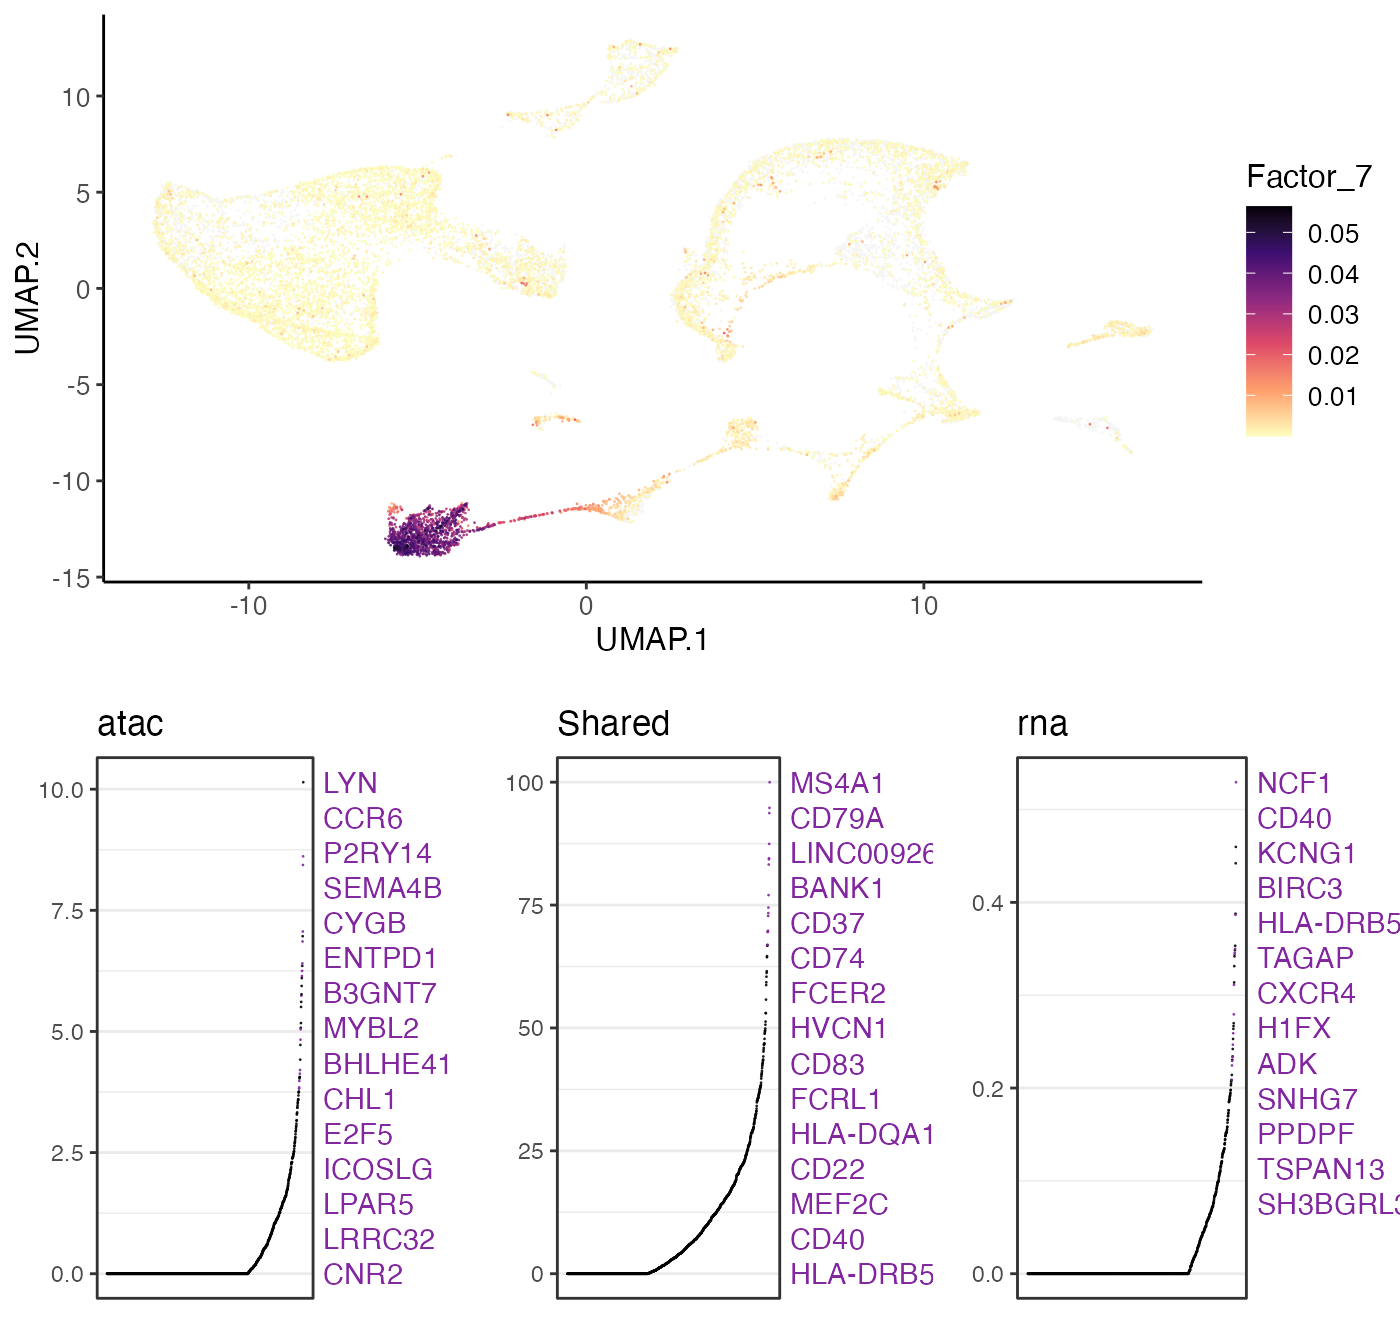 10
5
0
-5
-10
-15
UMAP.2
-10
0
10
UMAP.1
Factor_7
0.05
0.04
0.03
0.02
0.01
atac
10.0
7.5
5.0
2.5
0.0
LYN
CCR6
P2RY14
SEMA4B
CYGB
ENTPD1
B3GNT7
MYBL2
BHLHE41
CHL1
E2F5
ICOSLG
LPAR5
LRRC32
CNR2
Shared
100
75
50
25
0
MS4A1
CD79A
LINC00926
BANK1
CD37
CD74
FCER2
HVCN1
CD83
FCRL1
HLA-DQA1
CD22
MEF2C
CD40
HLA-DRB5
rna
0.4
0.2
0.0
NCF1
CD40
KCNG1
BIRC3
HLA-DRB5
TAGAP
CXCR4
H1FX
ADK
SNHG7
PPDPF
TSPAN13
SH3BGRL3